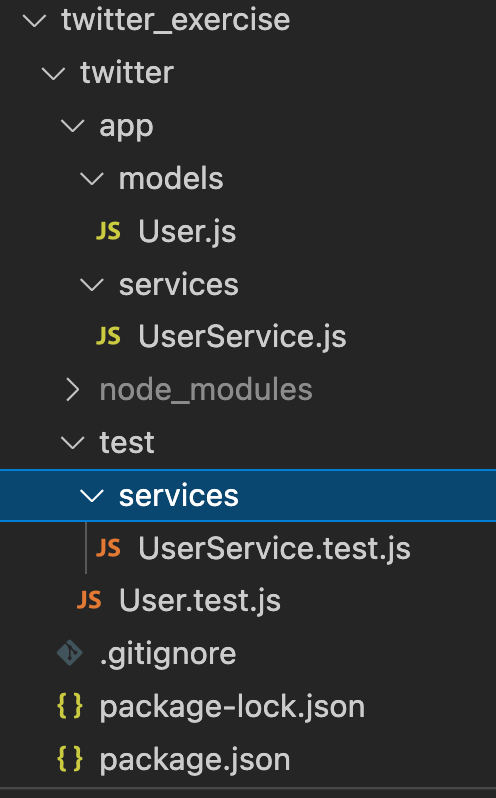 twitter_exercise
twitter
app
models
JS User.js
services
JS UserService.js
node_modules
test
services
JS UserService.test.js
JS User.test.js
.gitignore
{} package-lock.json
{} package.json